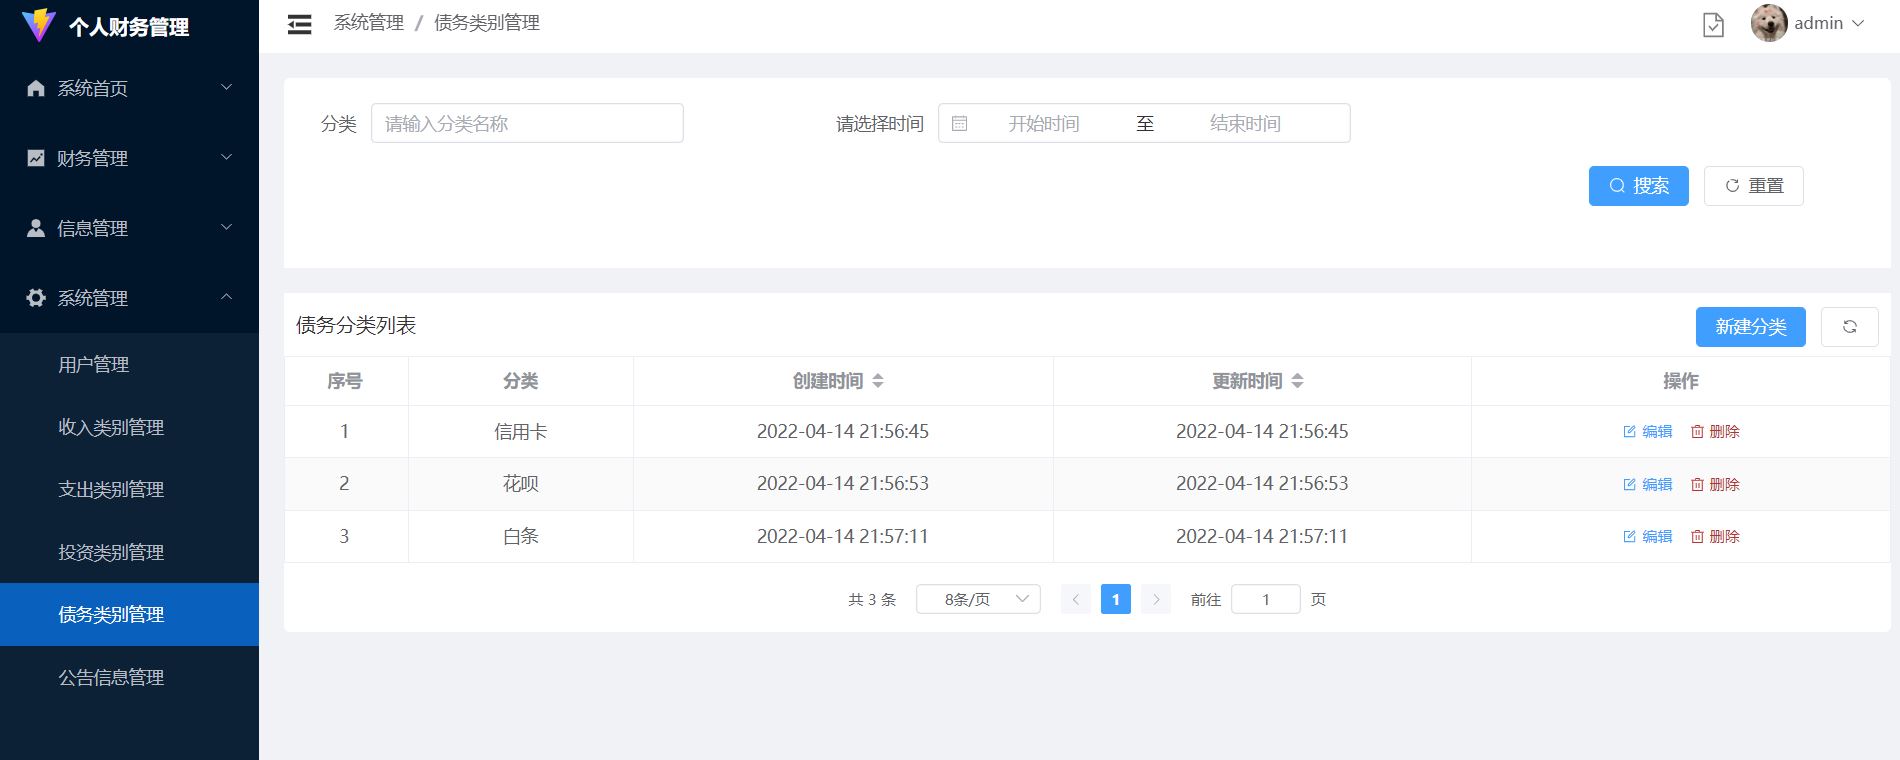 个人财务管理
系统管理 / 债务类别管理
admin
系统首页
财务管理
信息管理
系统管理
用户管理
收入类别管理
支出类别管理
投资类别管理
债务类别管理
公告信息管理
分类 请输入分类名称 请选择时间 开始时间 至 结束时间
搜索 重置
债务分类列表 新建分类
序号 分类 创建时间 更新时间 操作
1 信用卡 2022-04-14 21:56:45 2022-04-14 21:56:45 编辑 删除
2 花呗 2022-04-14 21:56:53 2022-04-14 21:56:53 编辑 删除
3 白条 2022-04-14 21:57:11 2022-04-14 21:57:11 编辑 删除
共 3 条 8条/页 1 前往 1 页